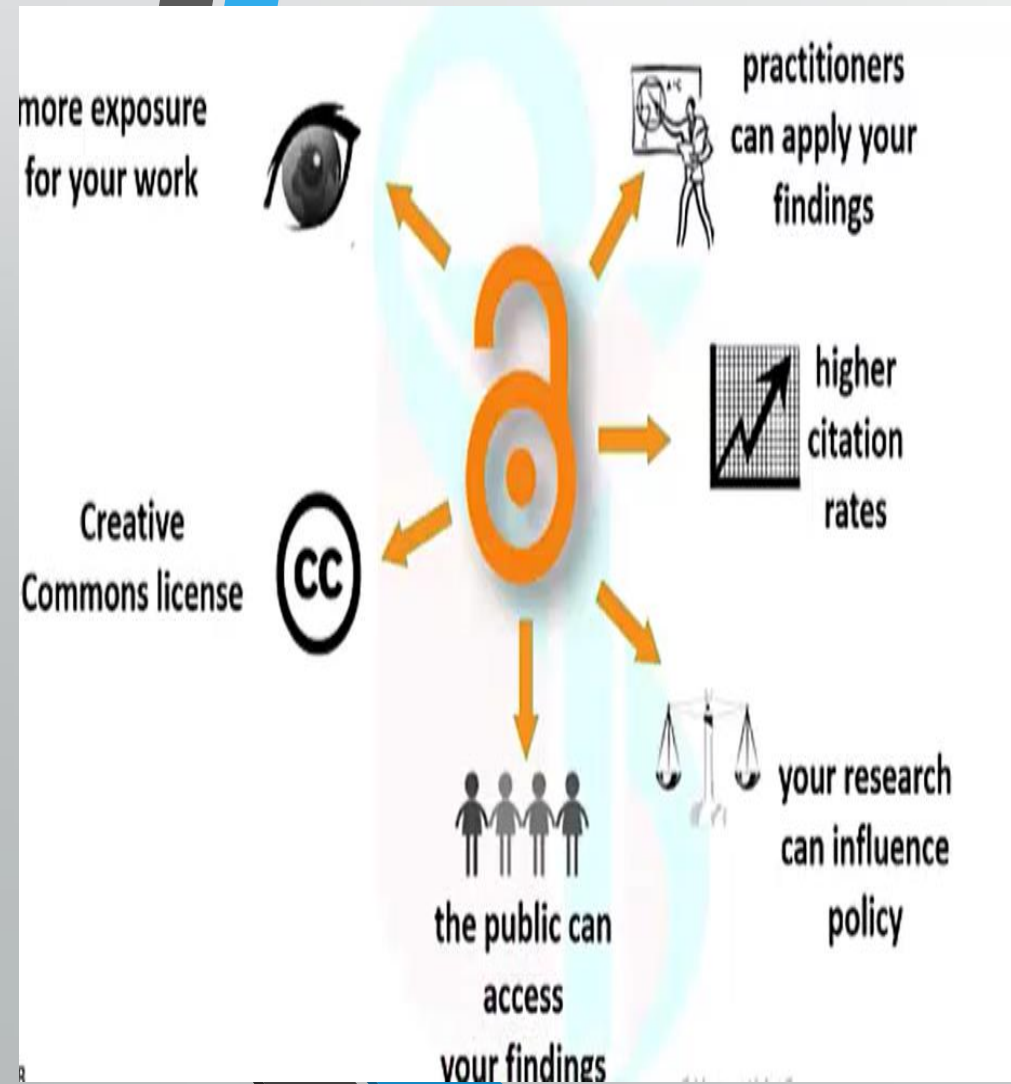 more exposure
for your work
practitioners
can apply your
findings
higher
citation
rates
Creative
Commons license
CC
your research
can influence
policy
the public can
access
your findings